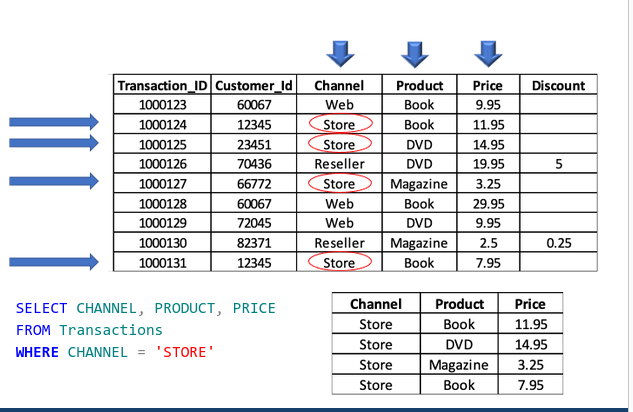 Transaction_ID Customer_Id Channel Product Price Discount
1000123 60067 Web Book 9.95
1000124 12345 Store Book 11.95
1000125 23451 Store DVD 14.95
1000126 70436 Reseller DVD 19.95 5
1000127 66772 Store Magazine 3.25
1000128 60067 Web Book 29.95
1000129 72045 Web DVD 9.95
1000130 82371 Reseller Magazine 2.5 0.25
1000131 12345 Store Book 7.95
SELECT CHANNEL, PRODUCT, PRICE
FROM Transactions
WHERE CHANNEL = 'STORE'
Channel Product Price
Store Book 11.95
Store DVD 14.95
Store Magazine 3.25
Store Book 7.95